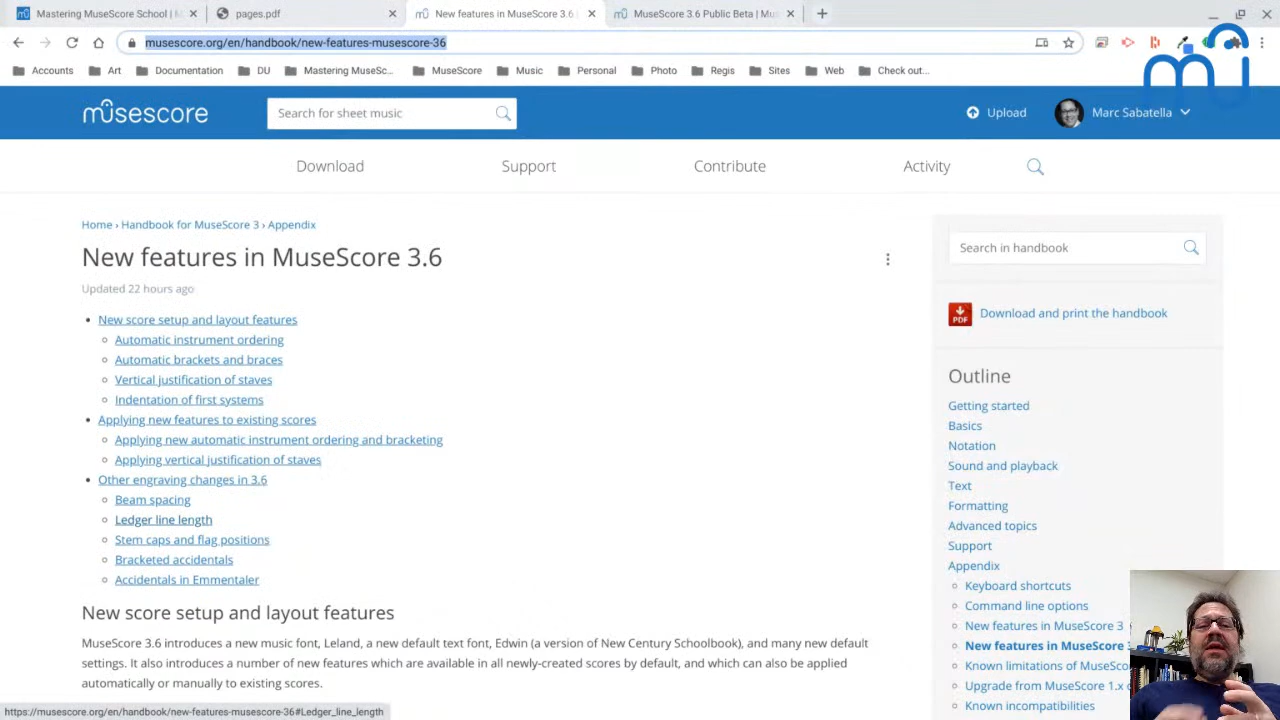 Mastering MuseScore School | M
pages.pdf
New features in MuseScore 3.6 |
MuseScore 3.6 Public Beta | Mus
musescore.org/en/handbook/new-features-musescore-36
Accounts Art Documentation DU Mastering MuseSc... MuseScore Music Personal Photo Regis Sites Web Check out...
musescore Search for sheet music Upload Marc Sabatella
Download Support Contribute Activity
Home › Handbook for MuseScore 3 › Appendix
New features in MuseScore 3.6
Updated 22 hours ago
New score setup and layout features
Automatic instrument ordering
Automatic brackets and braces
Vertical justification of staves
Indentation of first systems
Applying new features to existing scores
Applying new automatic instrument ordering and bracketing
Applying vertical justification of staves
Other engraving changes in 3.6
Beam spacing
Ledger line length
Stem caps and flag positions
Bracketed accidentals
Accidentals in Emmentaler
New score setup and layout features
MuseScore 3.6 introduces a new music font, Leland, a new default text font, Edwin (a version of New Century Schoolbook), and many new default
settings. It also introduces a number of new features which are available in all newly-created scores by default, and which can also be applied
automatically or manually to existing scores.
Search in handbook
PDF Download and print the handbook
Outline
Getting started
Basics
Notation
Sound and playback
Text
Formatting
Advanced topics
Support
Appendix
Keyboard shortcuts
Command line options
New features in MuseScore 3
New features in MuseScore
Known limitations of MuseSco
Upgrade from MuseScore 1.x
Known incompatibilities
https://musescore.org/en/handbook/new-features-musescore-36#Ledger_line_length